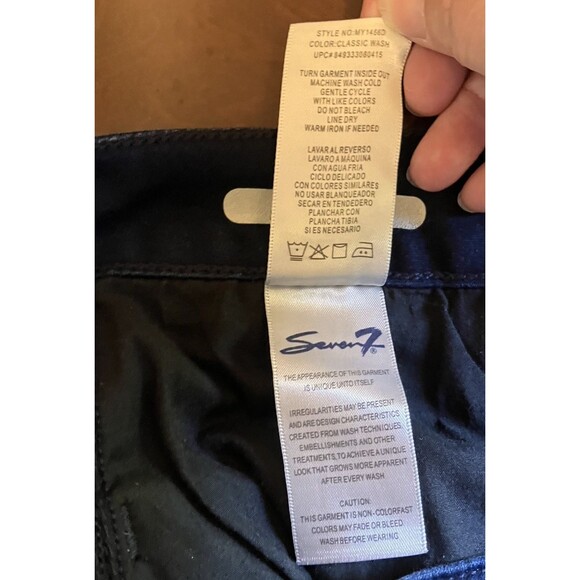 STYLE NO: MY1456D
COLOR:CLASSIC WASH
UPC# 849333080415
TURN GARMENT INSIDE OUT
MACHINE WASH COLD
GENTLE CYCLE
WITH LIKE COLORS
DO NOT BLEACH
LINE DRY
WARM IRON IF NEEDED
LAVAR AL REVERSO
LAVARO A MAQUINA
CON AGUA FRIA
CICLO DELICADO
CON COLORES SIMILARES
NO USAR BLANQUEADOR
SECAR EN TENDEDERO
PLANCHAR CON
PLANCHA TIBIA
SI ES NECESARIO
Seven7®
THE APPEARANCE OF THIS GARMENT
IS UNIQUE UNTO ITSELF
IRREGULARITIES MAY BE PRESENT
AND ARE DESIGN CHARACTERISTICS
CREATED FROM WASH TECHNIQUES,
EMBELLISHMENTS AND OTHER
TREATMENTS, TO ACHIEVE A UNIQUE
LOOK THAT GROWS MORE APPARENT
AFTER EVERY WASH
CAUTION:
THIS GARMENT IS NON-COLORFAST
COLORS MAY FADE OR BLEED
WASH BEFORE WEARING